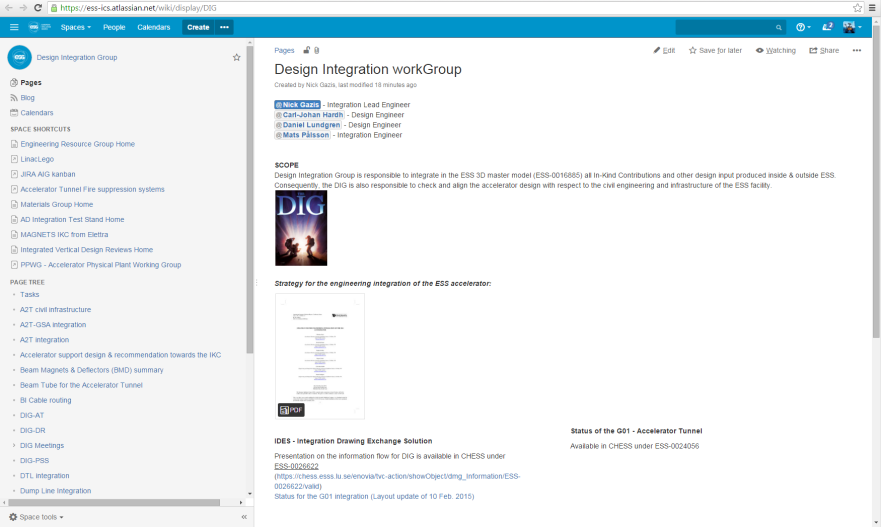 https://ess-ics.atlassian.net/wiki/display/DIG
Spaces People Calendars Create •••
Design Integration Group
Pages
Blog
Calendars
SPACE SHORTCUTS
Engineering Resource Group Home
LinacLego
JIRA AIG kanban
Accelerator Tunnel Fire suppression systems
Materials Group Home
AD Integration Test Stand Home
MAGNETS IKC from Elettra
Integrated Vertical Design Reviews Home
PPWG - Accelerator Physical Plant Working Group
PAGE TREE
Tasks
A2T civil infrastructure
A2T-GSA integration
A2T integration
Accelerator support design & recommendation towards the IKC
Beam Magnets & Deflectors (BMD) summary
Beam Tube for the Accelerator Tunnel
BI Cable routing
DIG-AT
DIG-DR
DIG Meetings
DIG-PSS
DTL integration
Dump Line Integration
Space tools
Pages
Edit Save for later Watching Share •••
Design Integration workGroup
Created by Nick Gazis, last modified 18 minutes ago
@Nick Gazis - Integration Lead Engineer
@Carl-Johan Hardh - Design Engineer
@Daniel Lundgren - Design Engineer
@Mats Pålsson - Integration Engineer
SCOPE
Design Integration Group is responsible to integrate in the ESS 3D master model (ESS-0016885) all In-Kind Contributions and other design input produced inside & outside ESS.
Consequently, the DIG is also responsible to check and align the accelerator design with respect to the civil engineering and infrastructure of the ESS facility.
DIG
Strategy for the engineering integration of the ESS accelerator:
PDF
IDES - Integration Drawing Exchange Solution
Presentation on the information flow for DIG is available in CHESS under
ESS-0026622
(https://chess.esss.lu.se/enovia/tvc-action/showObject/dmg_Information/ESS-
0026622/valid)
Status for the G01 integration (Layout update of 10 Feb. 2015)
Status of the G01 - Accelerator Tunnel
Available in CHESS under ESS-0024056